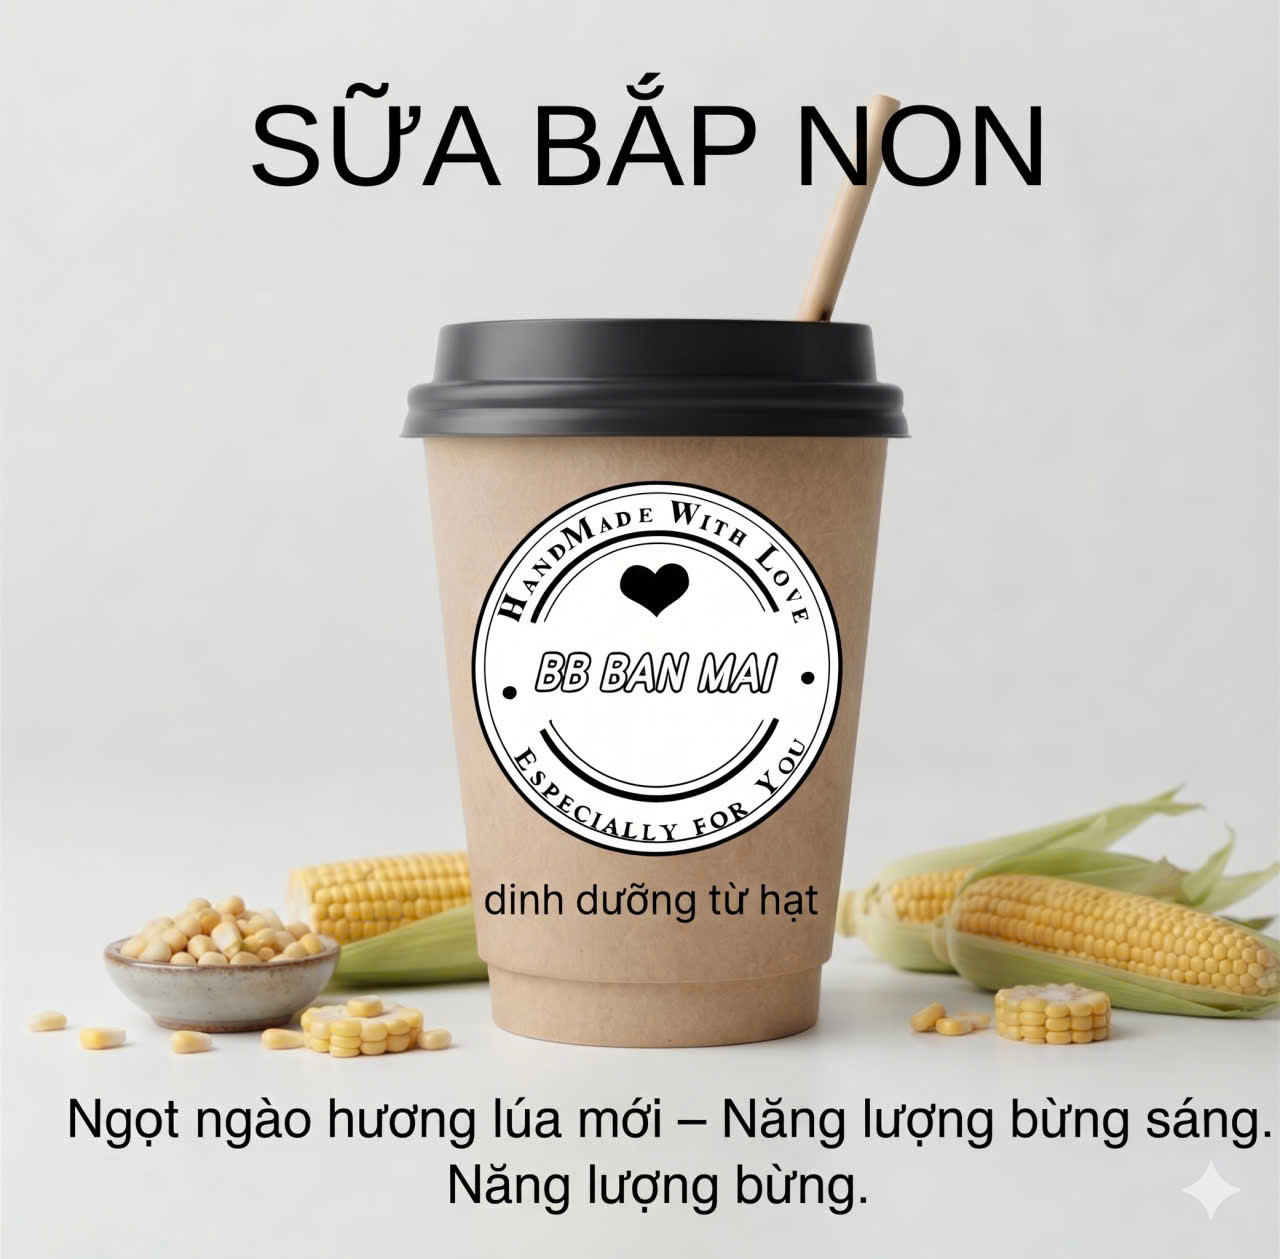 SỮA BẮP NON
HANDMADE WITH LOVE
BB BAN MAI
ESPECIALLY FOR YOU
dinh dưỡng từ hạt
Ngọt ngào hương lúa mới – Năng lượng bừng sáng.
Năng lượng bừng.